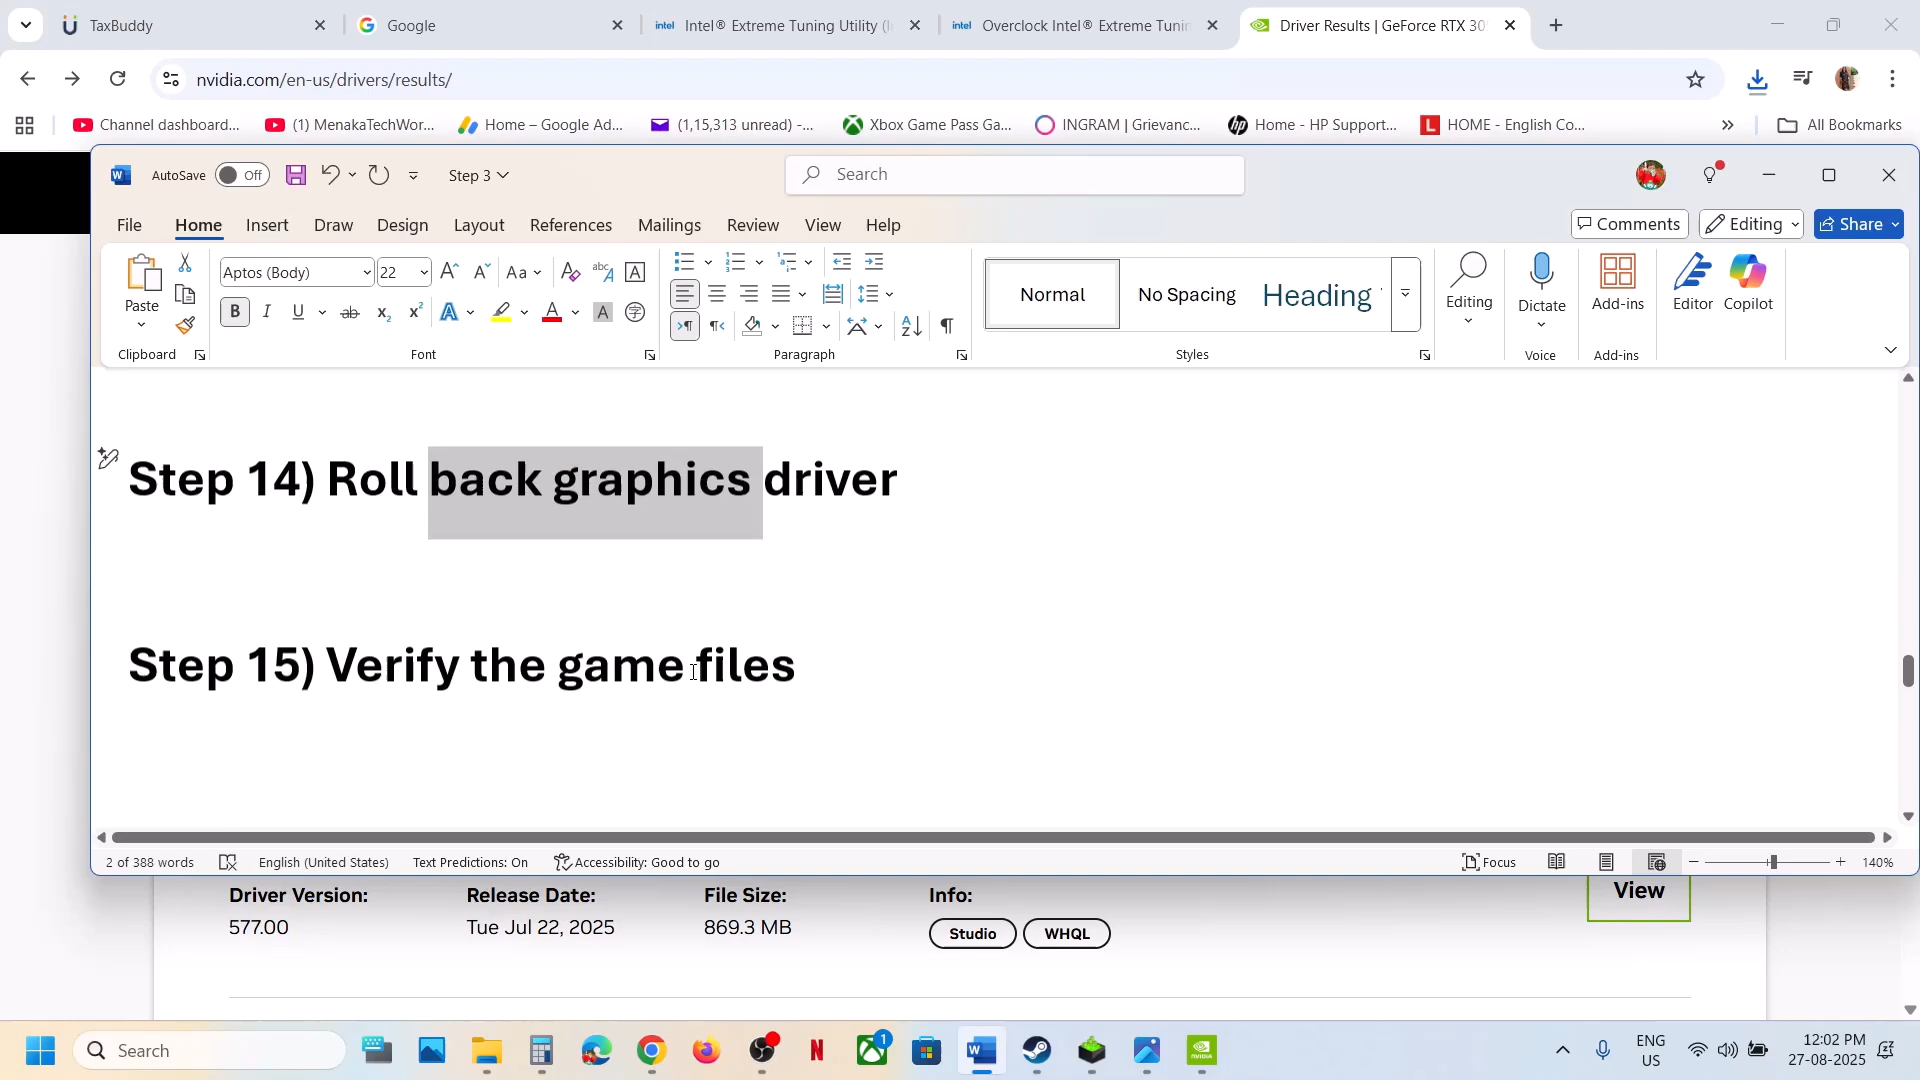 TaxBuddy
Google
Intel® Extreme Tuning Utility (I
Overclock Intel® Extreme Tunin
Driver Results | GeForce RTX 30
nvidia.com/en-us/drivers/results/
Channel dashboard...
(1) MenakaTechWor...
Home – Google Ad...
(1,15,313 unread) -...
Xbox Game Pass Ga...
INGRAM | Grievanc...
Home - HP Support...
HOME - English Co...
All Bookmarks
AutoSave
Off
Step 3
Search
File
Home
Insert
Draw
Design
Layout
References
Mailings
Review
View
Help
Comments
Editing
Share
Paste
Aptos (Body)
22
Normal
No Spacing
Heading
Editing
Dictate
Add-ins
Editor
Copilot
Clipboard
Font
Paragraph
Styles
Voice
Add-ins
Step 14) Roll back graphics driver
Step 15) Verify the game files
2 of 388 words
English (United States)
Text Predictions: On
Accessibility: Good to go
Focus
140%
Driver Version:
Release Date:
File Size:
Info:
View
577.00
Tue Jul 22, 2025
869.3 MB
Studio
WHQL
Search
1
ENG
US
12:02 PM
27-08-2025